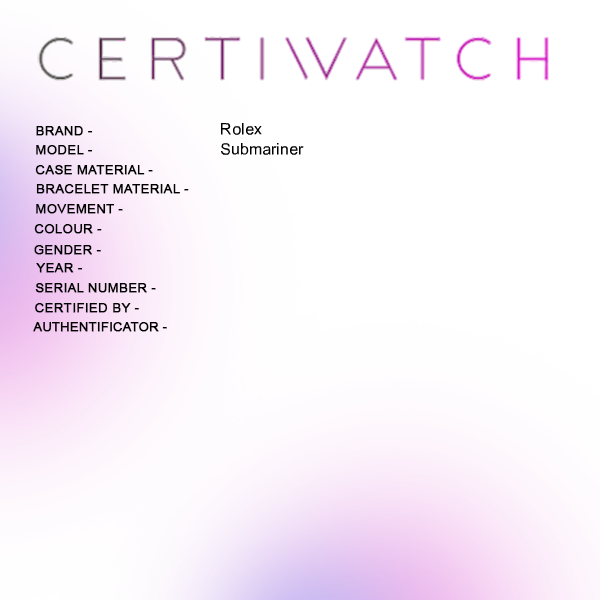 CERTIWATCH
BRAND - Rolex
MODEL - Submariner
CASE MATERIAL -
BRACELET MATERIAL -
MOVEMENT -
COLOUR -
GENDER -
YEAR -
SERIAL NUMBER -
CERTIFIED BY -
AUTHENTIFICATOR -